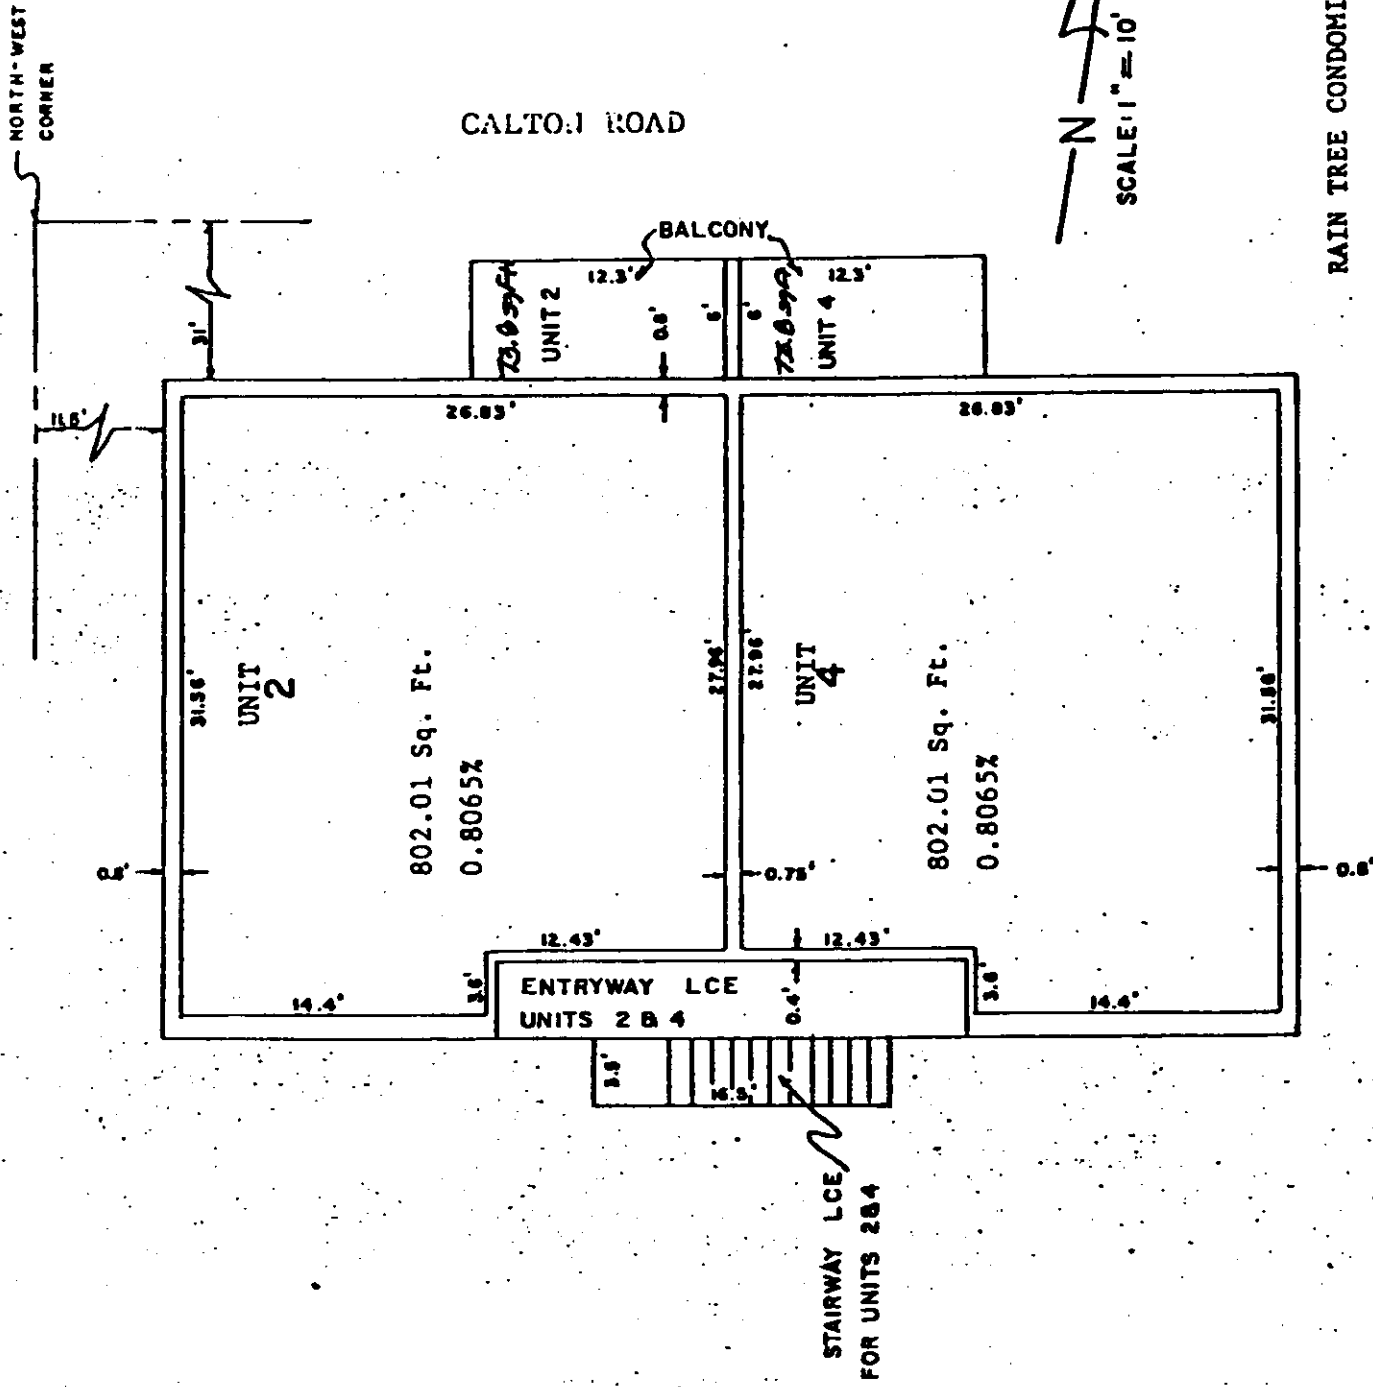 NORTH-WEST
CORNER
CALTON ROAD
N
SCALE: 1" = 10'
RAIN TREE CONDOMI
31'
11.5'
BALCONY
12.3'
12.3'
UNIT 2
6'
6'
UNIT 4
0.8'
26.83'
26.83'
31.56'
UNIT
2
802.01 Sq. Ft.
0.8065%
27.96'
27.96'
UNIT
4
802.01 Sq. Ft.
0.8065%
31.56'
0.8'
0.75'
0.8'
12.43'
12.43'
14.4'
3.6'
ENTRYWAY LCE
UNITS 2 & 4
0.4'
3.6'
14.4'
3.5'
16.5'
STAIRWAY LCE
FOR UNITS 2&4